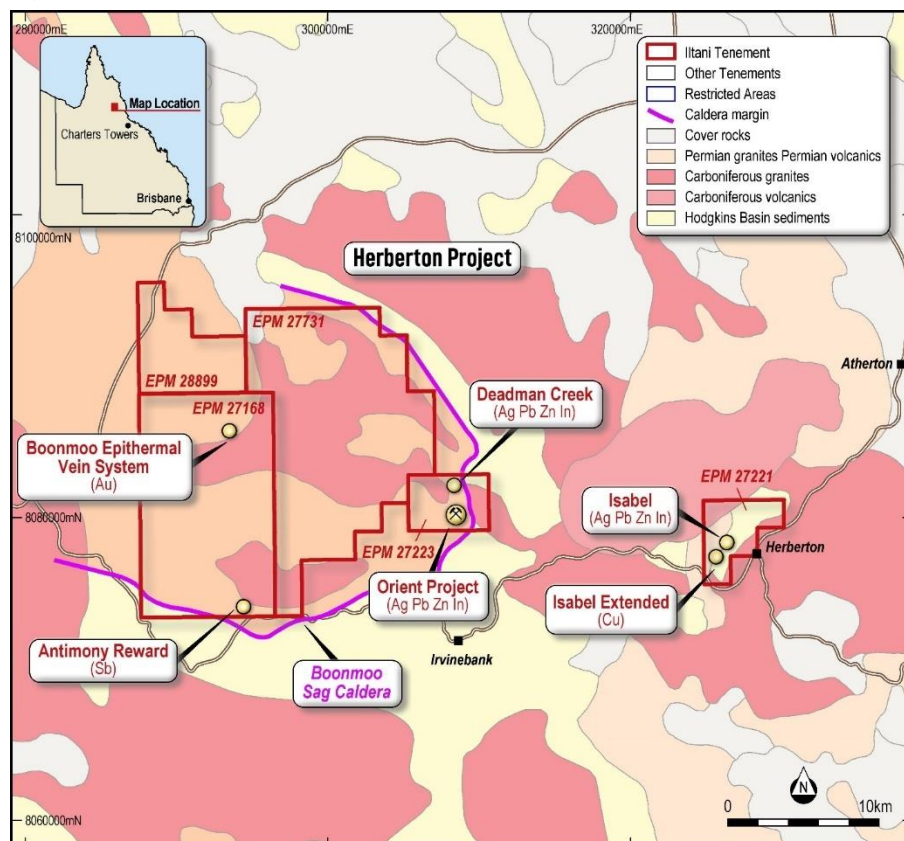 280000mE
300000mE
320000mE
Map Location
Charters Towers
Brisbane
Iltani Tenement
Other Tenements
Restricted Areas
Caldera margin
Cover rocks
Permian granites Permian volcanics
Carboniferous granites
Carboniferous volcanics
Hodgkins Basin sediments
8100000mN
Herberton Project
EPM 27731
Atherton
EPM 28899
EPM 27168
Deadman Creek
(Ag Pb Zn In)
Boonmoo Epithermal
Vein System
(Au)
EPM 27221
Isabel
(Ag Pb Zn In)
8080000mN
EPM 27223
Herberton
Orient Project
(Ag Pb Zn In)
Isabel Extended
(Cu)
Antimony Reward
(Sb)
Irvinebank
Boonmoo
Sag Caldera
N
0
10km
8060000mN